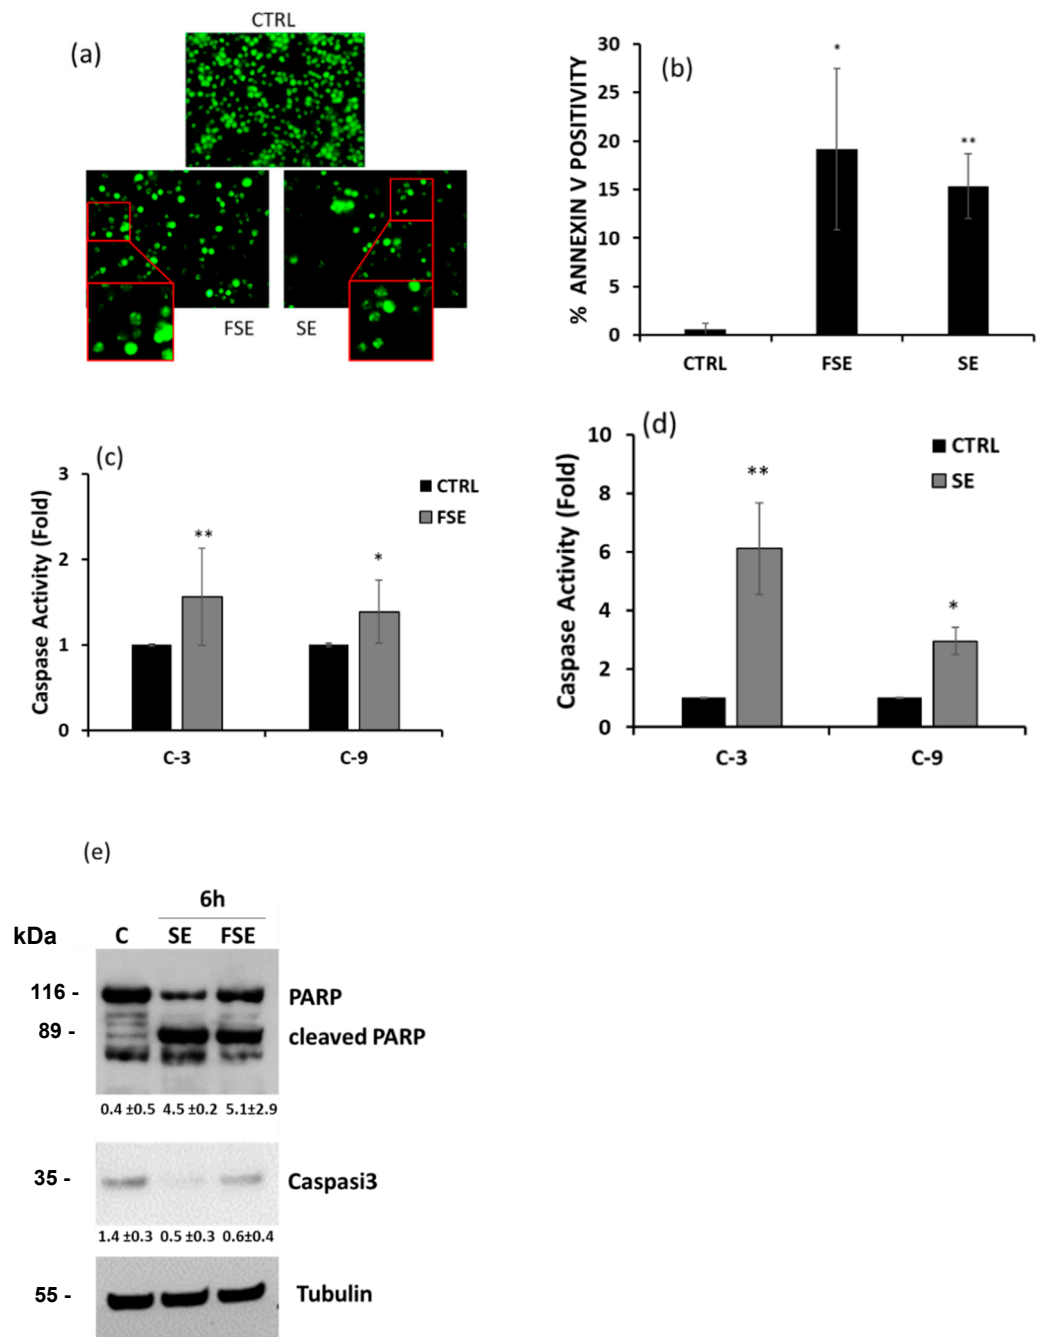 (a)
CTRL
FSE
SE
(b)
% ANNEXIN V POSITIVITY
30
25
20
15
10
5
0
*
**
CTRL
FSE
SE
(c)
Caspase Activity (Fold)
3
2
1
0
**
*
CTRL
FSE
C-3
C-9
(d)
Caspase Activity (Fold)
10
8
6
4
2
0
**
*
CTRL
SE
C-3
C-9
(e)
6h
kDa C SE FSE
116 - PARP
89 - cleaved PARP
0.4 ±0.5 4.5 ±0.2 5.1±2.9
35 - Caspasi3
1.4 ±0.3 0.5 ±0.3 0.6±0.4
55 - Tubulin